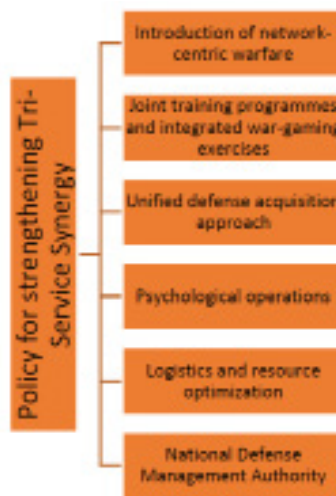 Policy for strengthening Tri-
Service Synergy
Introduction of network-
centric warfare
Joint training programmes
and integrated war-gaming
exercises
Unified defense acquisition
approach
Psychological operations
Logistics and resource
optimization
National Defense
Management Authority